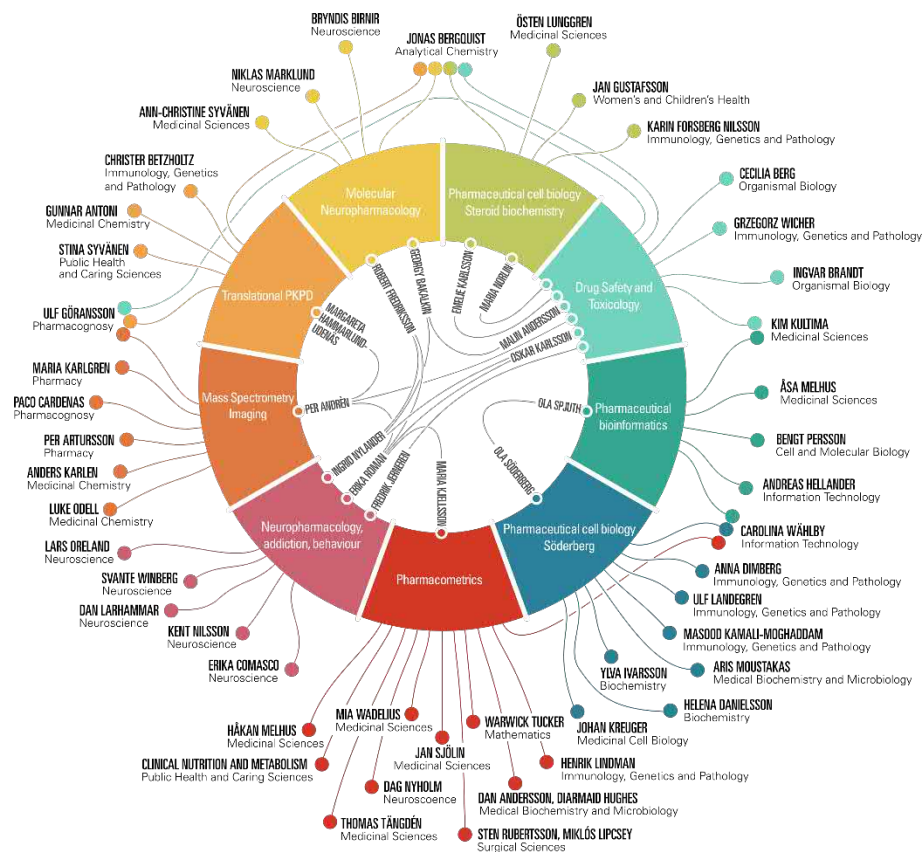 BRYNDIS BIRNIR
Neuroscience
JONAS BERGQUIST
Analytical Chemistry
ÖSTEN LUNGGREN
Medicinal Sciences
NIKLAS MARKLUND
Neuroscience
JAN GUSTAFSSON
Women's and Children's Health
ANN-CHRISTINE SYVÄNEN
Medicinal Sciences
KARIN FORSBERG NILSSON
Immunology, Genetics and Pathology
CHRISTER BETZHOLTZ
Immunology, Genetics
and Pathology
CECILIA BERG
Organismal Biology
GUNNAR ANTONI
Medicinal Chemistry
GRZEGORZ WICHER
Immunology, Genetics and Pathology
STINA SYVÄNEN
Public Health
and Caring Sciences
INGVAR BRANDT
Organismal Biology
ULF GÖRANSSON
Pharmacognosy
KIM KULTIMA
Medicinal Sciences
MARIA KARLGREN
Pharmacy
ÅSA MELHUS
Medicinal Sciences
PACO CARDENAS
Pharmacognosy
BENGT PERSSON
Cell and Molecular Biology
PER ARTURSSON
Pharmacy
ANDERS KARLEN
Medicinal Chemistry
ANDREAS HELLANDER
Information Technology
LUKE ODELL
Medicinal Chemistry
CAROLINA WÄHLBY
Information Technology
LARS ORELAND
Neuroscience
ANNA DIMBERG
Immunology, Genetics and Pathology
SVANTE WINBERG
Neuroscience
ULF LANDEGREN
Immunology, Genetics and Pathology
DAN LARHAMMAR
Neuroscience
MASOOD KAMALI-MOGHADDAM
Immunology, Genetics and Pathology
KENT NILSSON
Neuroscience
ARIS MOUSTAKAS
Medical Biochemistry and Microbiology
ERIKA COMASCO
Neuroscience
YLVA IVARSSON
Biochemistry
HELENA DANIELSSON
Biochemistry
JOHAN KREUGER
Medicinal Cell Biology
HÅKAN MELHUS
Medicinal Sciences
MIA WADELIUS
Medicinal Sciences
WARWICK TUCKER
Mathematics
JAN SJÖLIN
Medicinal Sciences
CLINICAL NUTRITION AND METABOLISM
Public Health and Caring Sciences
HENRIK LINDMAN
Immunology, Genetics and Pathology
DAG NYHOLM
Neuroscoence
DAN ANDERSSON, DIARMAID HUGHES
Medical Biochemistry and Microbiology
THOMAS TÄNGDÉN
Medicinal Sciences
STEN RUBERTSSON, MIKLÓS LIPCSEY
Surgical Sciences
Molecular
Neuropharmacology
Pharmaceutical cell biology
Steroid biochemistry
Drug Safety and
Toxicology
Pharmaceutical
bioinformatics
Pharmaceutical cell biology
Söderberg
Pharmacometrics
Neuropharmacology,
addiction, behaviour
Mass Spectrometry
Imaging
Translational PKPD
ROBERT FREDRIKSSON
GEORGY BAKALKIN
EMELIE KARLSSON
MARIA NORLIN
MALIN ANDERSSON
OSKAR KARLSSON
OLA SPJUTH
OLA SÖDERBERG
MARIA KJELLSSON
FREDRIK JERNEREN
ERIKA ROMAN
INGRID NYLANDER
PER ANDRÉN
MARGARETA
HAMMARLUND-
UDENAS